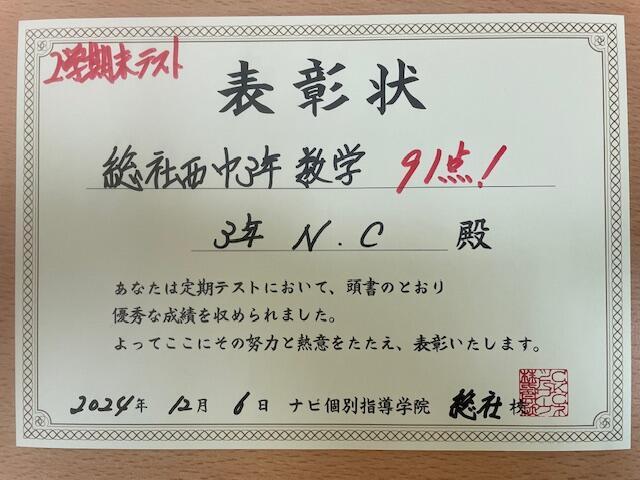 2学期末テスト
表彰状
総社西中3年 数学 91点!
3年 N.C 殿
あなたは定期テストにおいて、頭書のとおり
優秀な成績を収められました。
よってここにその努力と熱意をたたえ、表彰いたします。
2024年 12月 6日 ナビ個別指導学院 総社校